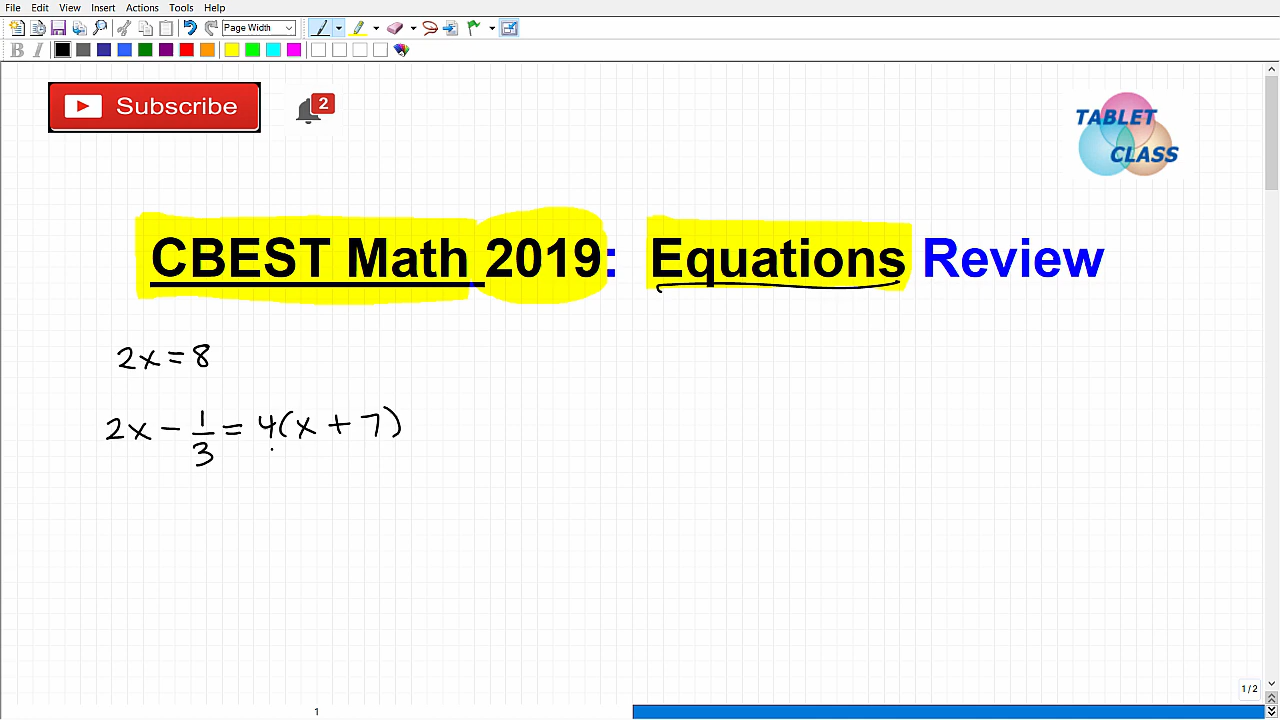 File Edit View Insert Actions Tools Help
Page Width
B I
Subscribe 2
TABLET
CLASS
CBEST Math 2019: Equations Review
2x = 8
2x - 1/3 = 4(x + 7)
1/2
1